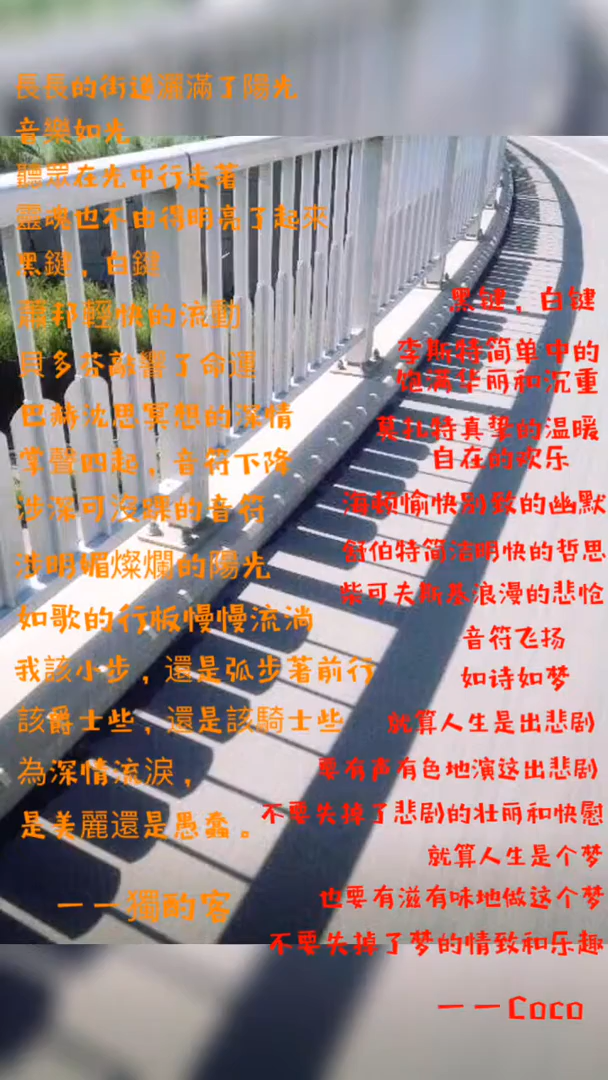 長長的街道灑滿了陽光
音樂如光
聽眾在光中行走著
靈魂也不由得明亮了起來
黑鍵，白鍵
蕭邦輕快的流動
貝多芬敲響了命運
巴赫沈思冥想的深情
掌聲四起，音符下降
涉深可沒踝的音符
涉明媚燦爛的陽光
如歌的行板慢慢流淌
我該小步，還是弧步著前行
該爵士些，還是該騎士些
為深情流淚，
是美麗還是愚蠢。
——獨酌客
黑键，白键
李斯特简单中的
饱满华丽和沉重
莫扎特真挚的温暖
自在的欢乐
海顿愉快别致的幽默
舒伯特简洁明快的哲思
柴可夫斯基浪漫的悲怆
音符飞扬
如诗如梦
就算人生是出悲剧
要有声有色地演这出悲剧
不要失掉了悲剧的壮丽和快慰
就算人生是个梦
也要有滋有味地做这个梦
不要失掉了梦的情致和乐趣
——Coco